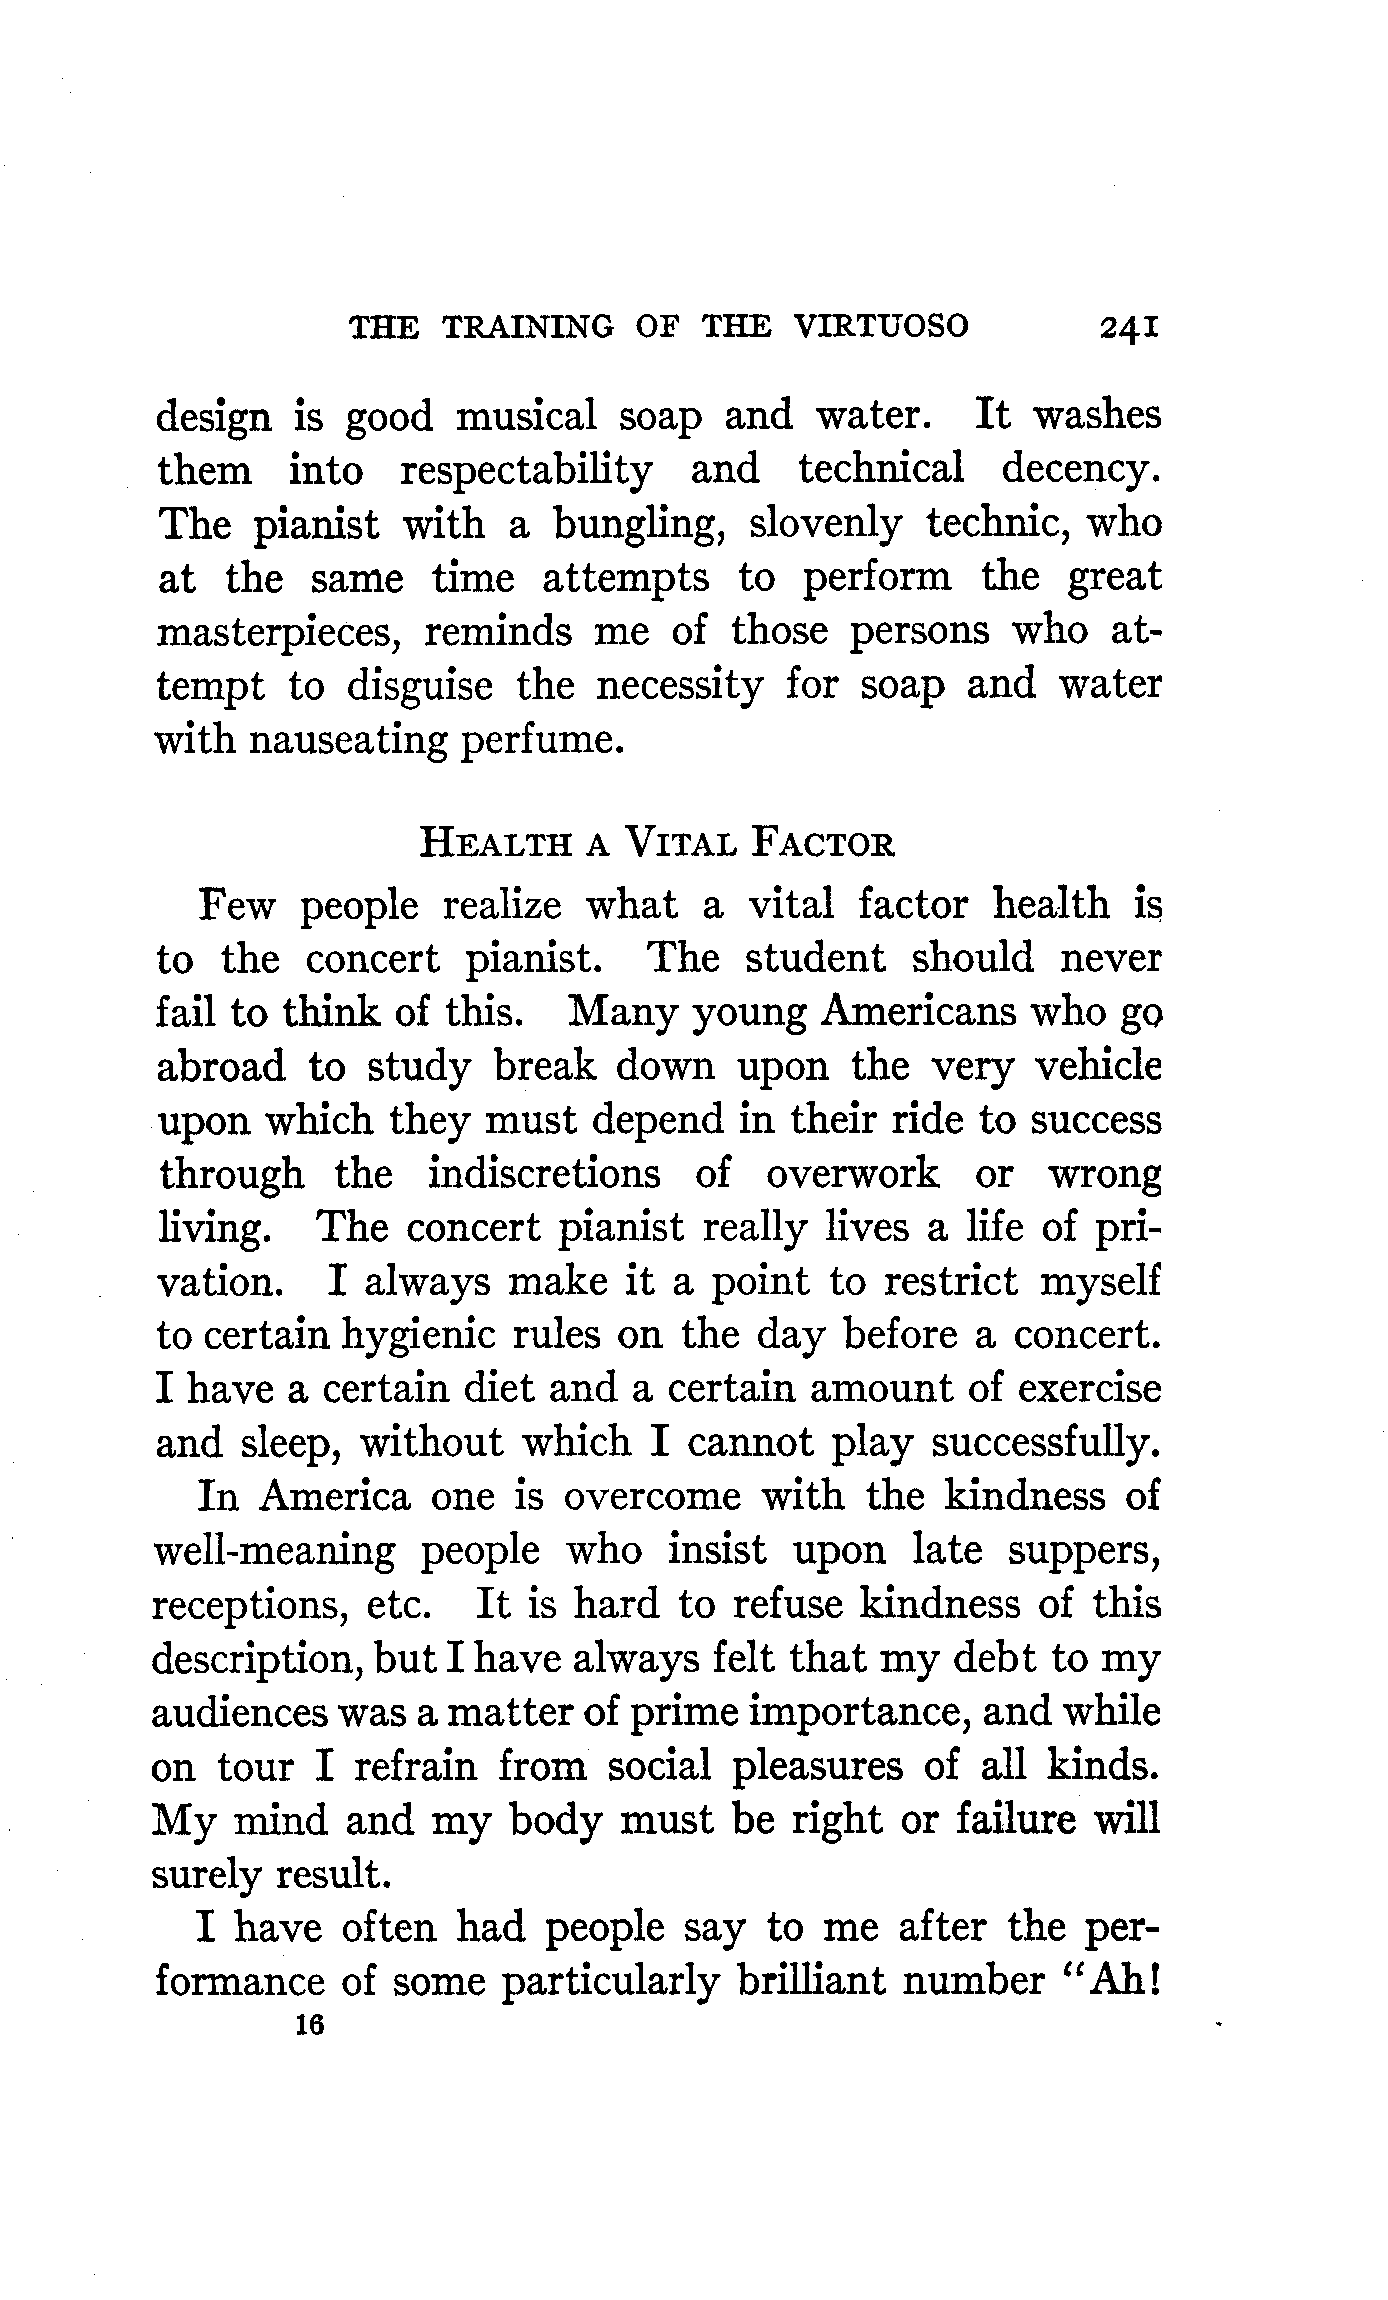 THE TRAINING OF THE VIRTUOSO 241
design is good musical soap and water. It washes
them into respectability and technical decency.
The pianist with a bungling, slovenly technic, who
at the same time attempts to perform the great
masterpieces, reminds me of those persons who at-
tempt to disguise the necessity for soap and water
with nauseating perfume.
HEALTH A VITAL FACTOR
Few people realize what a vital factor health is
to the concert pianist. The student should never
fail to think of this. Many young Americans who go
abroad to study break down upon the very vehicle
upon which they must depend in their ride to success
through the indiscretions of overwork or wrong
living. The concert pianist really lives a life of pri-
vation. I always make it a point to restrict myself
to certain hygienic rules on the day before a concert.
I have a certain diet and a certain amount of exercise
and sleep, without which I cannot play successfully.
In America one is overcome with the kindness of
well-meaning people who insist upon late suppers,
receptions, etc. It is hard to refuse kindness of this
description, but I have always felt that my debt to my
audiences was a matter of prime importance, and while
on tour I refrain from social pleasures of all kinds.
My mind and my body must be right or failure will
surely result.
I have often had people say to me after the per-
formance of some particularly brilliant number "Ah!
16